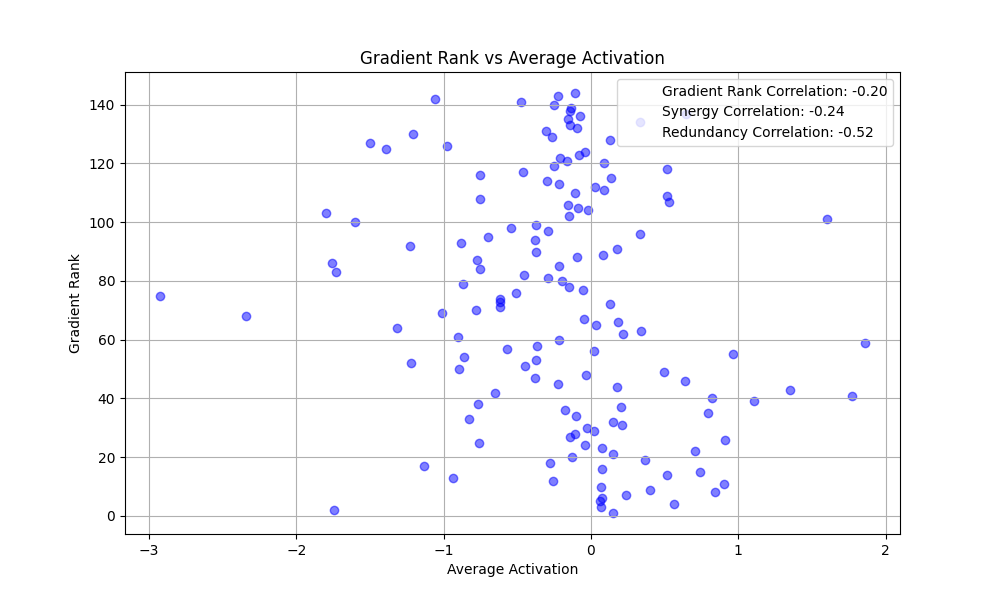 Gradient Rank vs Average Activation
Gradient Rank Correlation: -0.20
Synergy Correlation: -0.24
Redundancy Correlation: -0.52
140
120
100
80
60
40
20
0
Gradient Rank
−3 −2 −1 0 1 2
Average Activation